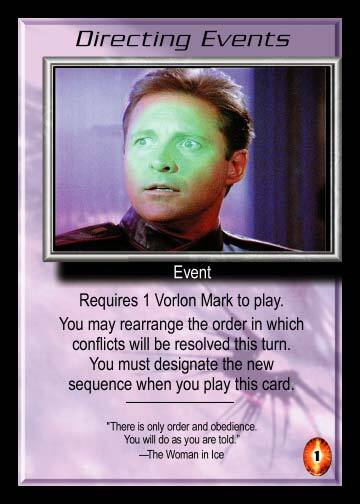 Directing Events
Event
Requires 1 Vorlon Mark to play.
You may rearrange the order in which
conflicts will be resolved this turn.
You must designate the new
sequence when you play this card.
"There is only order and obedience.
You will do as you are told."
—The Woman in Ice
1